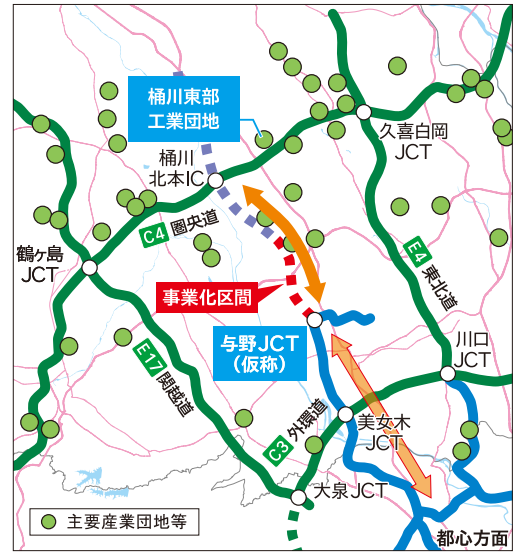 桶川東部
工業団地
桶川
北本IC
久喜白岡
JCT
C4 圏央道
鶴ヶ島
JCT
E4 東北道
事業化区間
与野JCT
(仮称)
川口
JCT
E17 関越道
美女木
JCT
C3 外環道
大泉JCT
主要産業団地等
都心方面